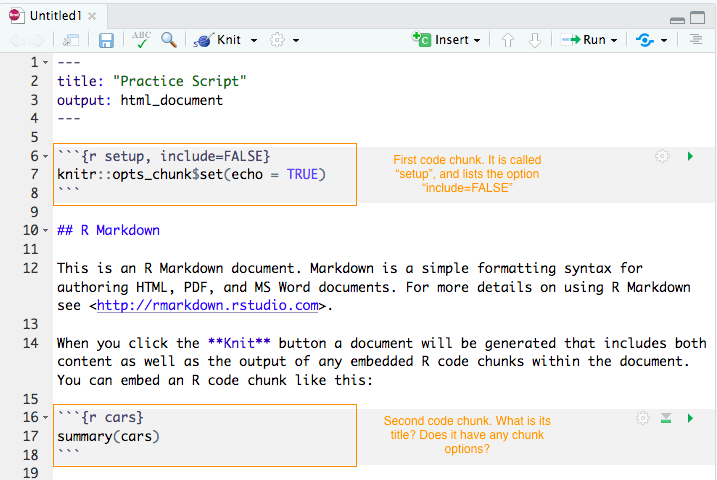 Untitled1
ABC Knit Insert Run
1 ---
2 title: "Practice Script"
3 output: html_document
4 ---
5
6 ```{r setup, include=FALSE}
7 knitr::opts_chunk$set(echo = TRUE)
8 ```
First code chunk. It is called
“setup”, and lists the option
“include=FALSE”
9
10 ## R Markdown
11
12 This is an R Markdown document. Markdown is a simple formatting syntax for
authoring HTML, PDF, and MS Word documents. For more details on using R Markdown
see <http://rmarkdown.rstudio.com>.
13
14 When you click the **Knit** button a document will be generated that includes both
content as well as the output of any embedded R code chunks within the document.
You can embed an R code chunk like this:
15
16 ```{r cars}
17 summary(cars)
18 ```
Second code chunk. What is its
title? Does it have any chunk
options?
19